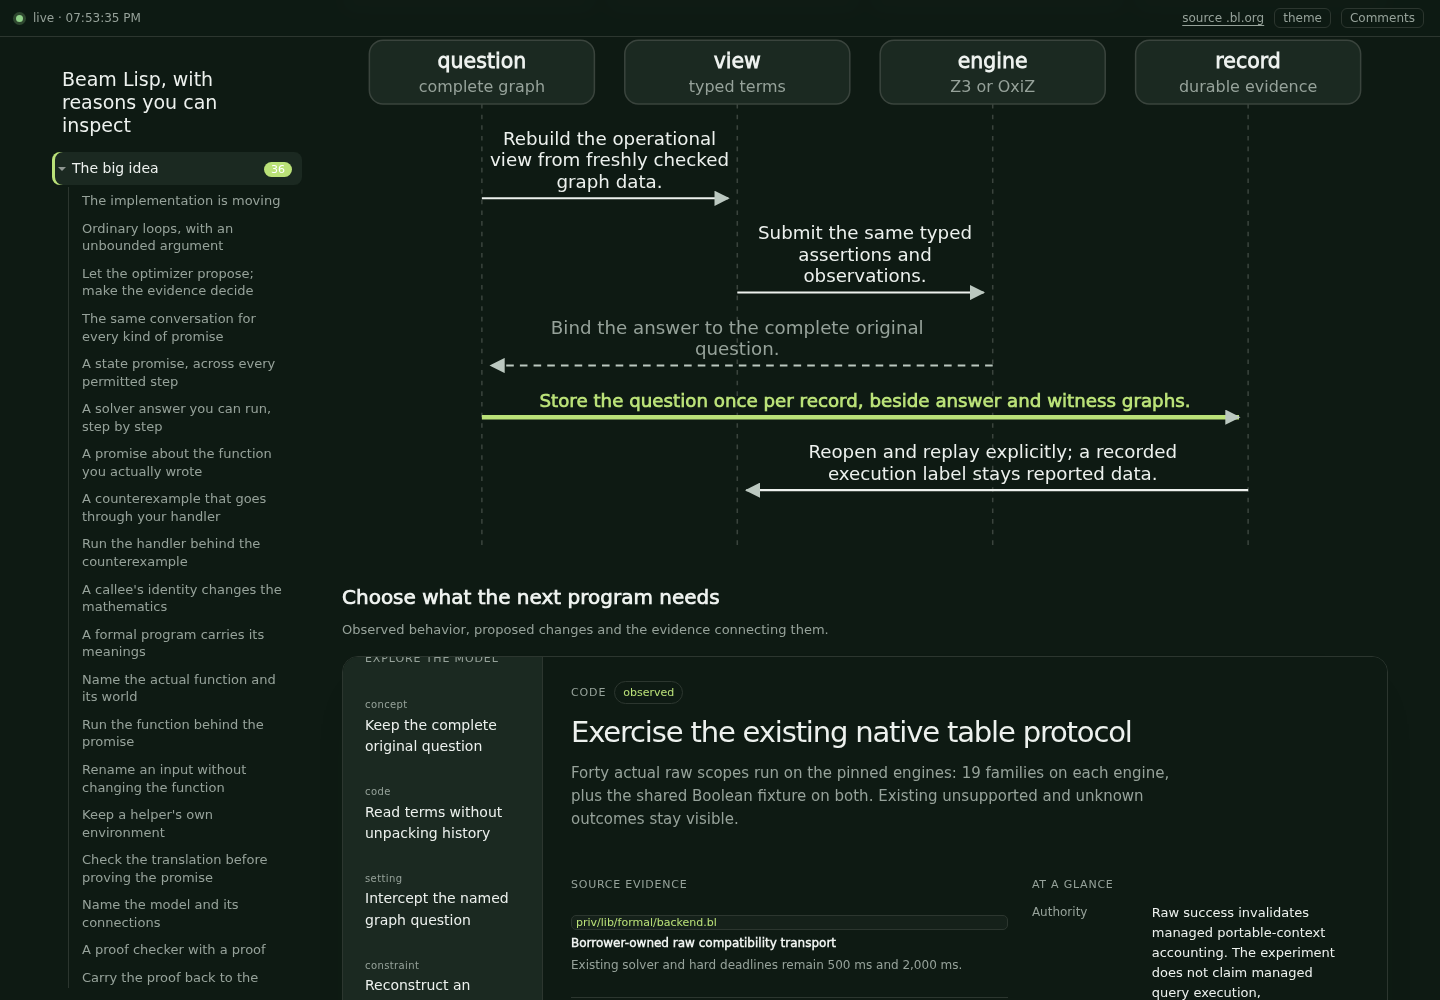 live · 07:53:35 PM
source .bl.org
theme
Comments
Beam Lisp, with
reasons you can
inspect
The big idea
36
The implementation is moving
Ordinary loops, with an
unbounded argument
Let the optimizer propose;
make the evidence decide
The same conversation for
every kind of promise
A state promise, across every
permitted step
A solver answer you can run,
step by step
A promise about the function
you actually wrote
A counterexample that goes
through your handler
Run the handler behind the
counterexample
A callee's identity changes the
mathematics
A formal program carries its
meanings
Name the actual function and
its world
Run the function behind the
promise
Rename an input without
changing the function
Keep a helper's own
environment
Check the translation before
proving the promise
Name the model and its
connections
A proof checker with a proof
Carry the proof back to the
question
complete graph
view
typed terms
engine
Z3 or OxiZ
record
durable evidence
Rebuild the operational
view from freshly checked
graph data.
Submit the same typed
assertions and
observations.
Bind the answer to the complete original
question.
Store the question once per record, beside answer and witness graphs.
Reopen and replay explicitly; a recorded
execution label stays reported data.
Choose what the next program needs
Observed behavior, proposed changes and the evidence connecting them.
EXPLORE THE MODEL
concept
Keep the complete
original question
code
Read terms without
unpacking history
setting
Intercept the named
graph question
constraint
Reconstruct an
CODE
observed
Exercise the existing native table protocol
Forty actual raw scopes run on the pinned engines: 19 families on each engine,
plus the shared Boolean fixture on both. Existing unsupported and unknown
outcomes stay visible.
SOURCE EVIDENCE
priv/lib/formal/backend.bl
Borrower-owned raw compatibility transport
Existing solver and hard deadlines remain 500 ms and 2,000 ms.
AT A GLANCE
Authority
Raw success invalidates
managed portable-context
accounting. The experiment
does not claim managed
query execution,